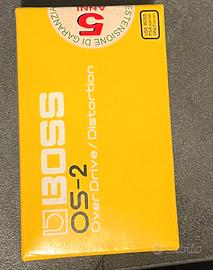 BOSS
OS-2
OverDrive/Distortion
ESTENSIONE DI GARANZIA
5
ANNI